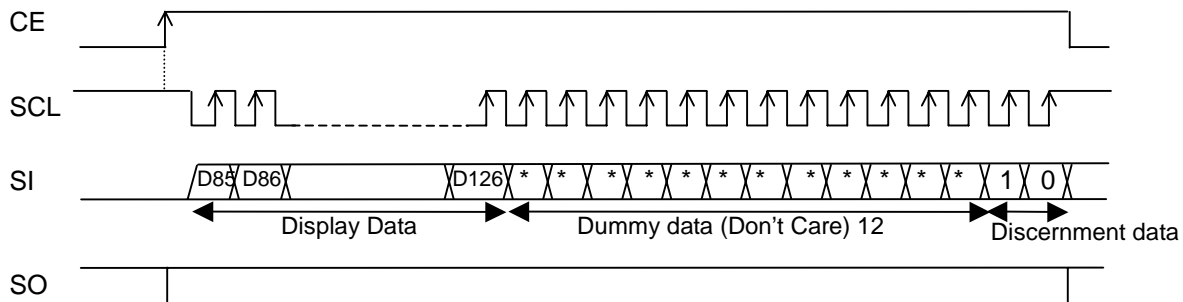 CE
SCL
SI D85 D86 D126 * * * * * * * * * * * * 1 0
Display Data Dummy data (Don't Care) 12 Discernment data
SO